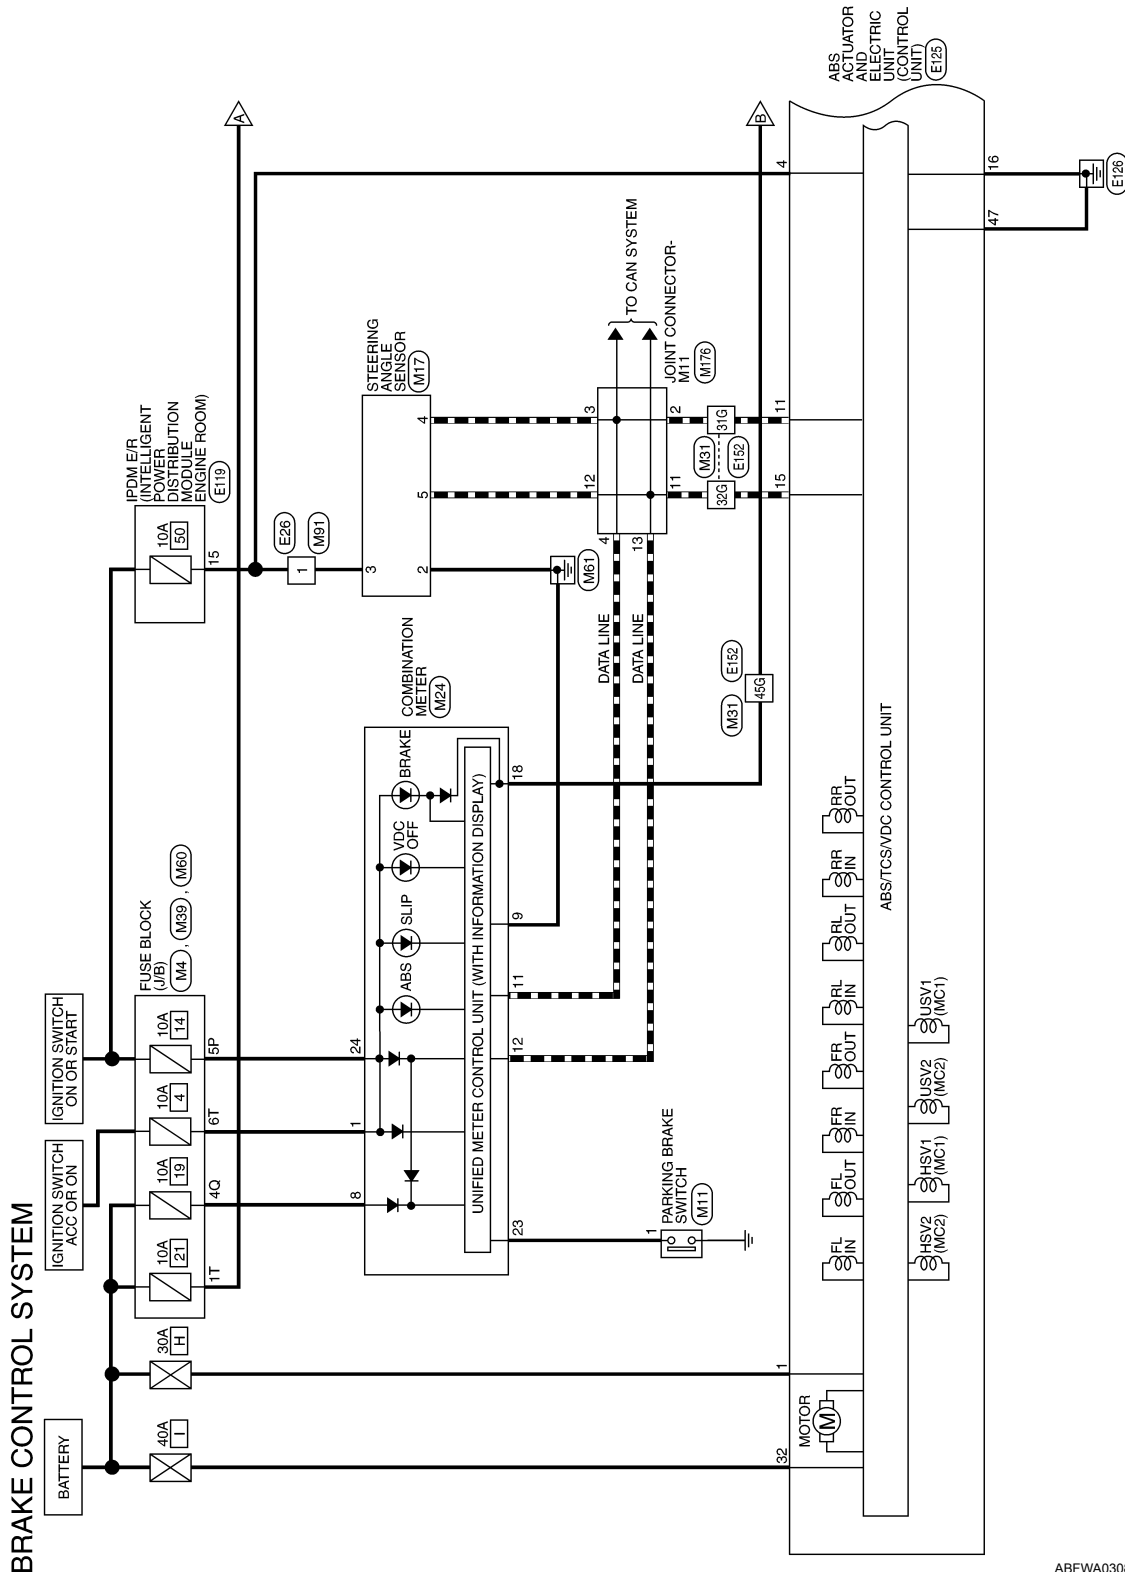 BRAKE CONTROL SYSTEM
BATTERY
IGNITION SWITCH
ACC OR ON
IGNITION SWITCH
ON OR START
40A
I
30A
H
10A
21
10A
19
10A
4
10A
14
FUSE BLOCK
(J/B)
M4 , M39 , M60
1T
4Q
6T
5P
10A
50
15
IPDM E/R
(INTELLIGENT
POWER
DISTRIBUTION
MODULE
ENGINE ROOM)
E119
A
1
E26
M91
8
1
24
COMBINATION
METER
M24
ABS
SLIP
VDC
OFF
BRAKE
UNIFIED METER CONTROL UNIT (WITH INFORMATION DISPLAY)
23
12
11
9
18
3
STEERING
ANGLE
SENSOR
M17
2
5
4
M61
1
PARKING BRAKE
SWITCH
M11
DATA LINE
DATA LINE
4
13
12
3
11
2
TO CAN SYSTEM
JOINT CONNECTOR-
M11
M176
32G
31G
M31
E152
45G
M31
E152
B
32
1
15
11
4
ABS
ACTUATOR
AND
ELECTRIC
UNIT
(CONTROL
UNIT)
E125
MOTOR
M
FL
IN
FL
OUT
FR
IN
FR
OUT
RL
IN
RL
OUT
RR
IN
RR
OUT
ABS/TCS/VDC CONTROL UNIT
HSV2
(MC2)
HSV1
(MC1)
USV2
(MC2)
USV1
(MC1)
47
16
E126